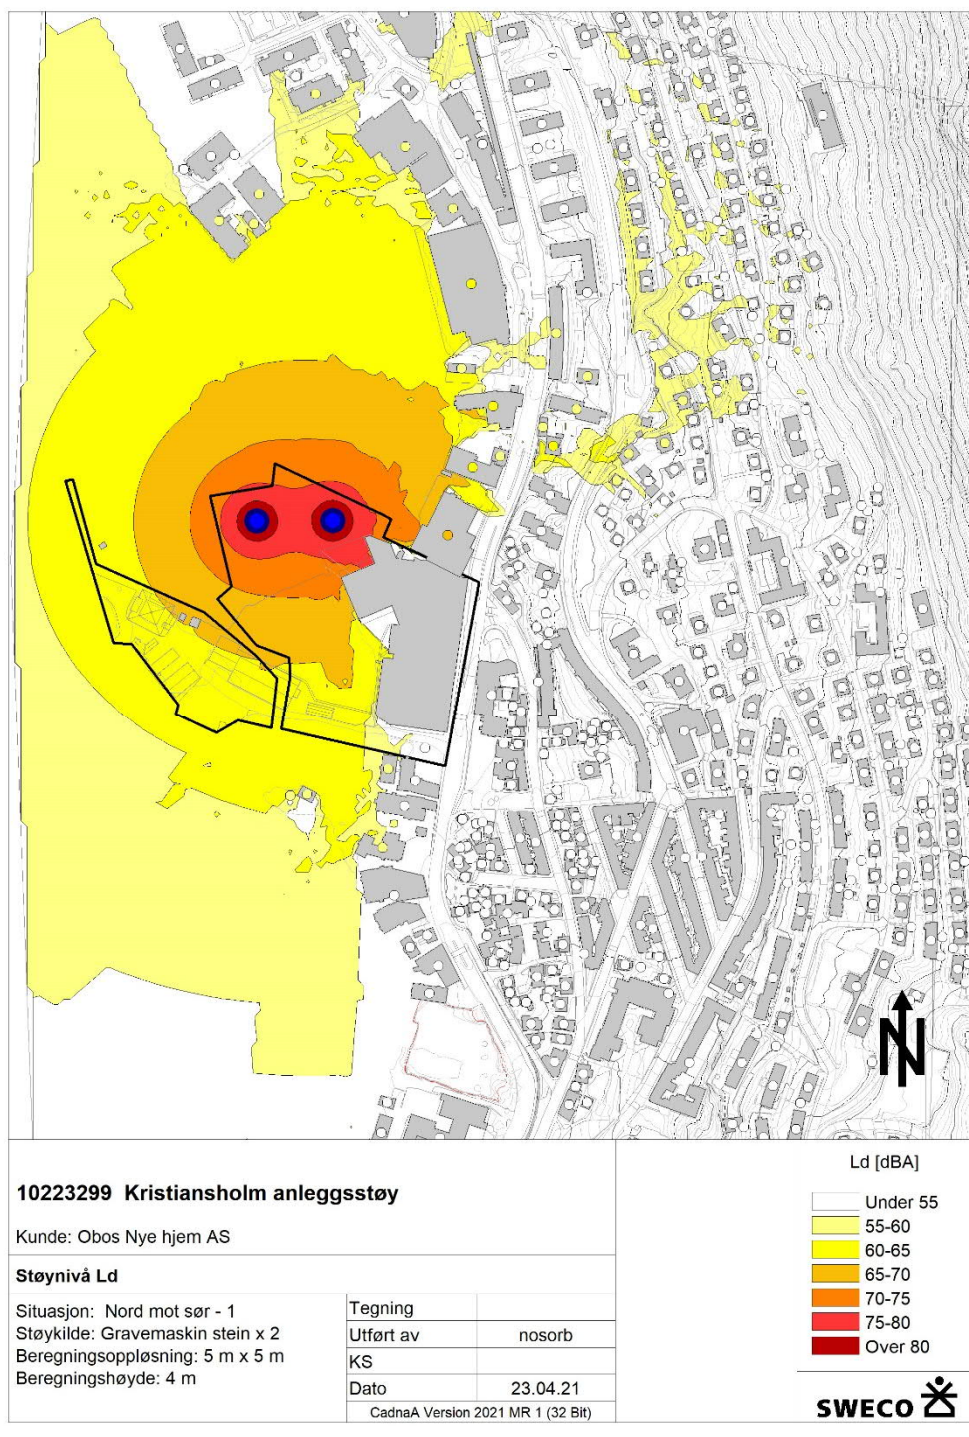 10223299 Kristiansholm anleggsstøy
Kunde: Obos Nye hjem AS
Støynivå Ld
Situasjon: Nord mot sør - 1
Støykilde: Gravemaskin stein x 2
Beregningsoppløsning: 5 m x 5 m
Beregningshøyde: 4 m
Tegning
Utført av nosorb
KS
Dato 23.04.21
CadnaA Version 2021 MR 1 (32 Bit)
N
Ld [dBA]
Under 55
55-60
60-65
65-70
70-75
75-80
Over 80
SWECO